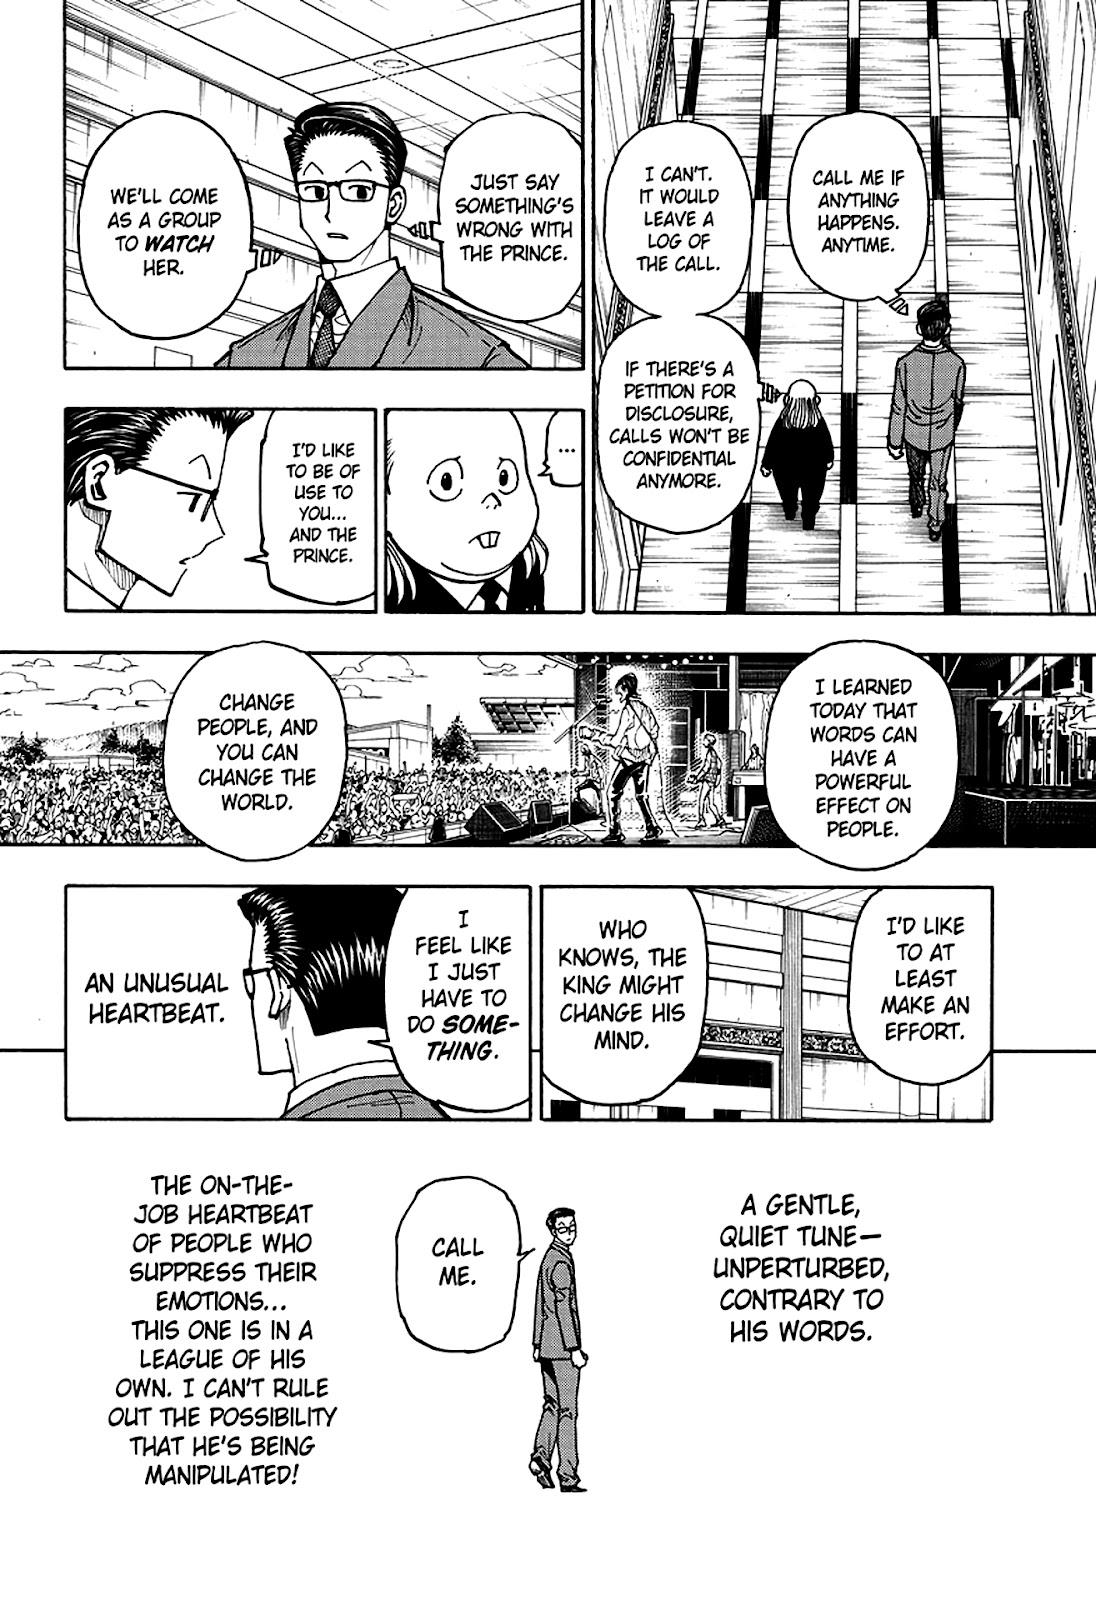 CALL ME IF
ANYTHING
HAPPENS.
ANYTIME.
I CAN'T.
IT WOULD
LEAVE A
LOG OF
THE CALL.
IF THERE'S A
PETITION FOR
DISCLOSURE,
CALLS WON'T BE
CONFIDENTIAL
ANYMORE.
JUST SAY
SOMETHING'S
WRONG WITH
THE PRINCE.
WE'LL COME
AS A GROUP
TO WATCH
HER.
...
I'D LIKE
TO BE OF
USE TO
YOU...
AND THE
PRINCE.
I LEARNED
TODAY THAT
WORDS CAN
HAVE A
POWERFUL
EFFECT ON
PEOPLE.
CHANGE
PEOPLE, AND
YOU CAN
CHANGE THE
WORLD.
I'D LIKE
TO AT
LEAST
MAKE AN
EFFORT.
WHO
KNOWS, THE
KING MIGHT
CHANGE HIS
MIND.
I
FEEL LIKE
I JUST
HAVE TO
DO SOME-
THING.
AN UNUSUAL
HEARTBEAT.
A GENTLE,
QUIET TUNE—
UNPERTURBED,
CONTRARY TO
HIS WORDS.
CALL
ME.
THE ON-THE-
JOB HEARTBEAT
OF PEOPLE WHO
SUPPRESS THEIR
EMOTIONS...
THIS ONE IS IN A
LEAGUE OF HIS
OWN. I CAN'T RULE
OUT THE POSSIBILITY
THAT HE'S BEING
MANIPULATED!